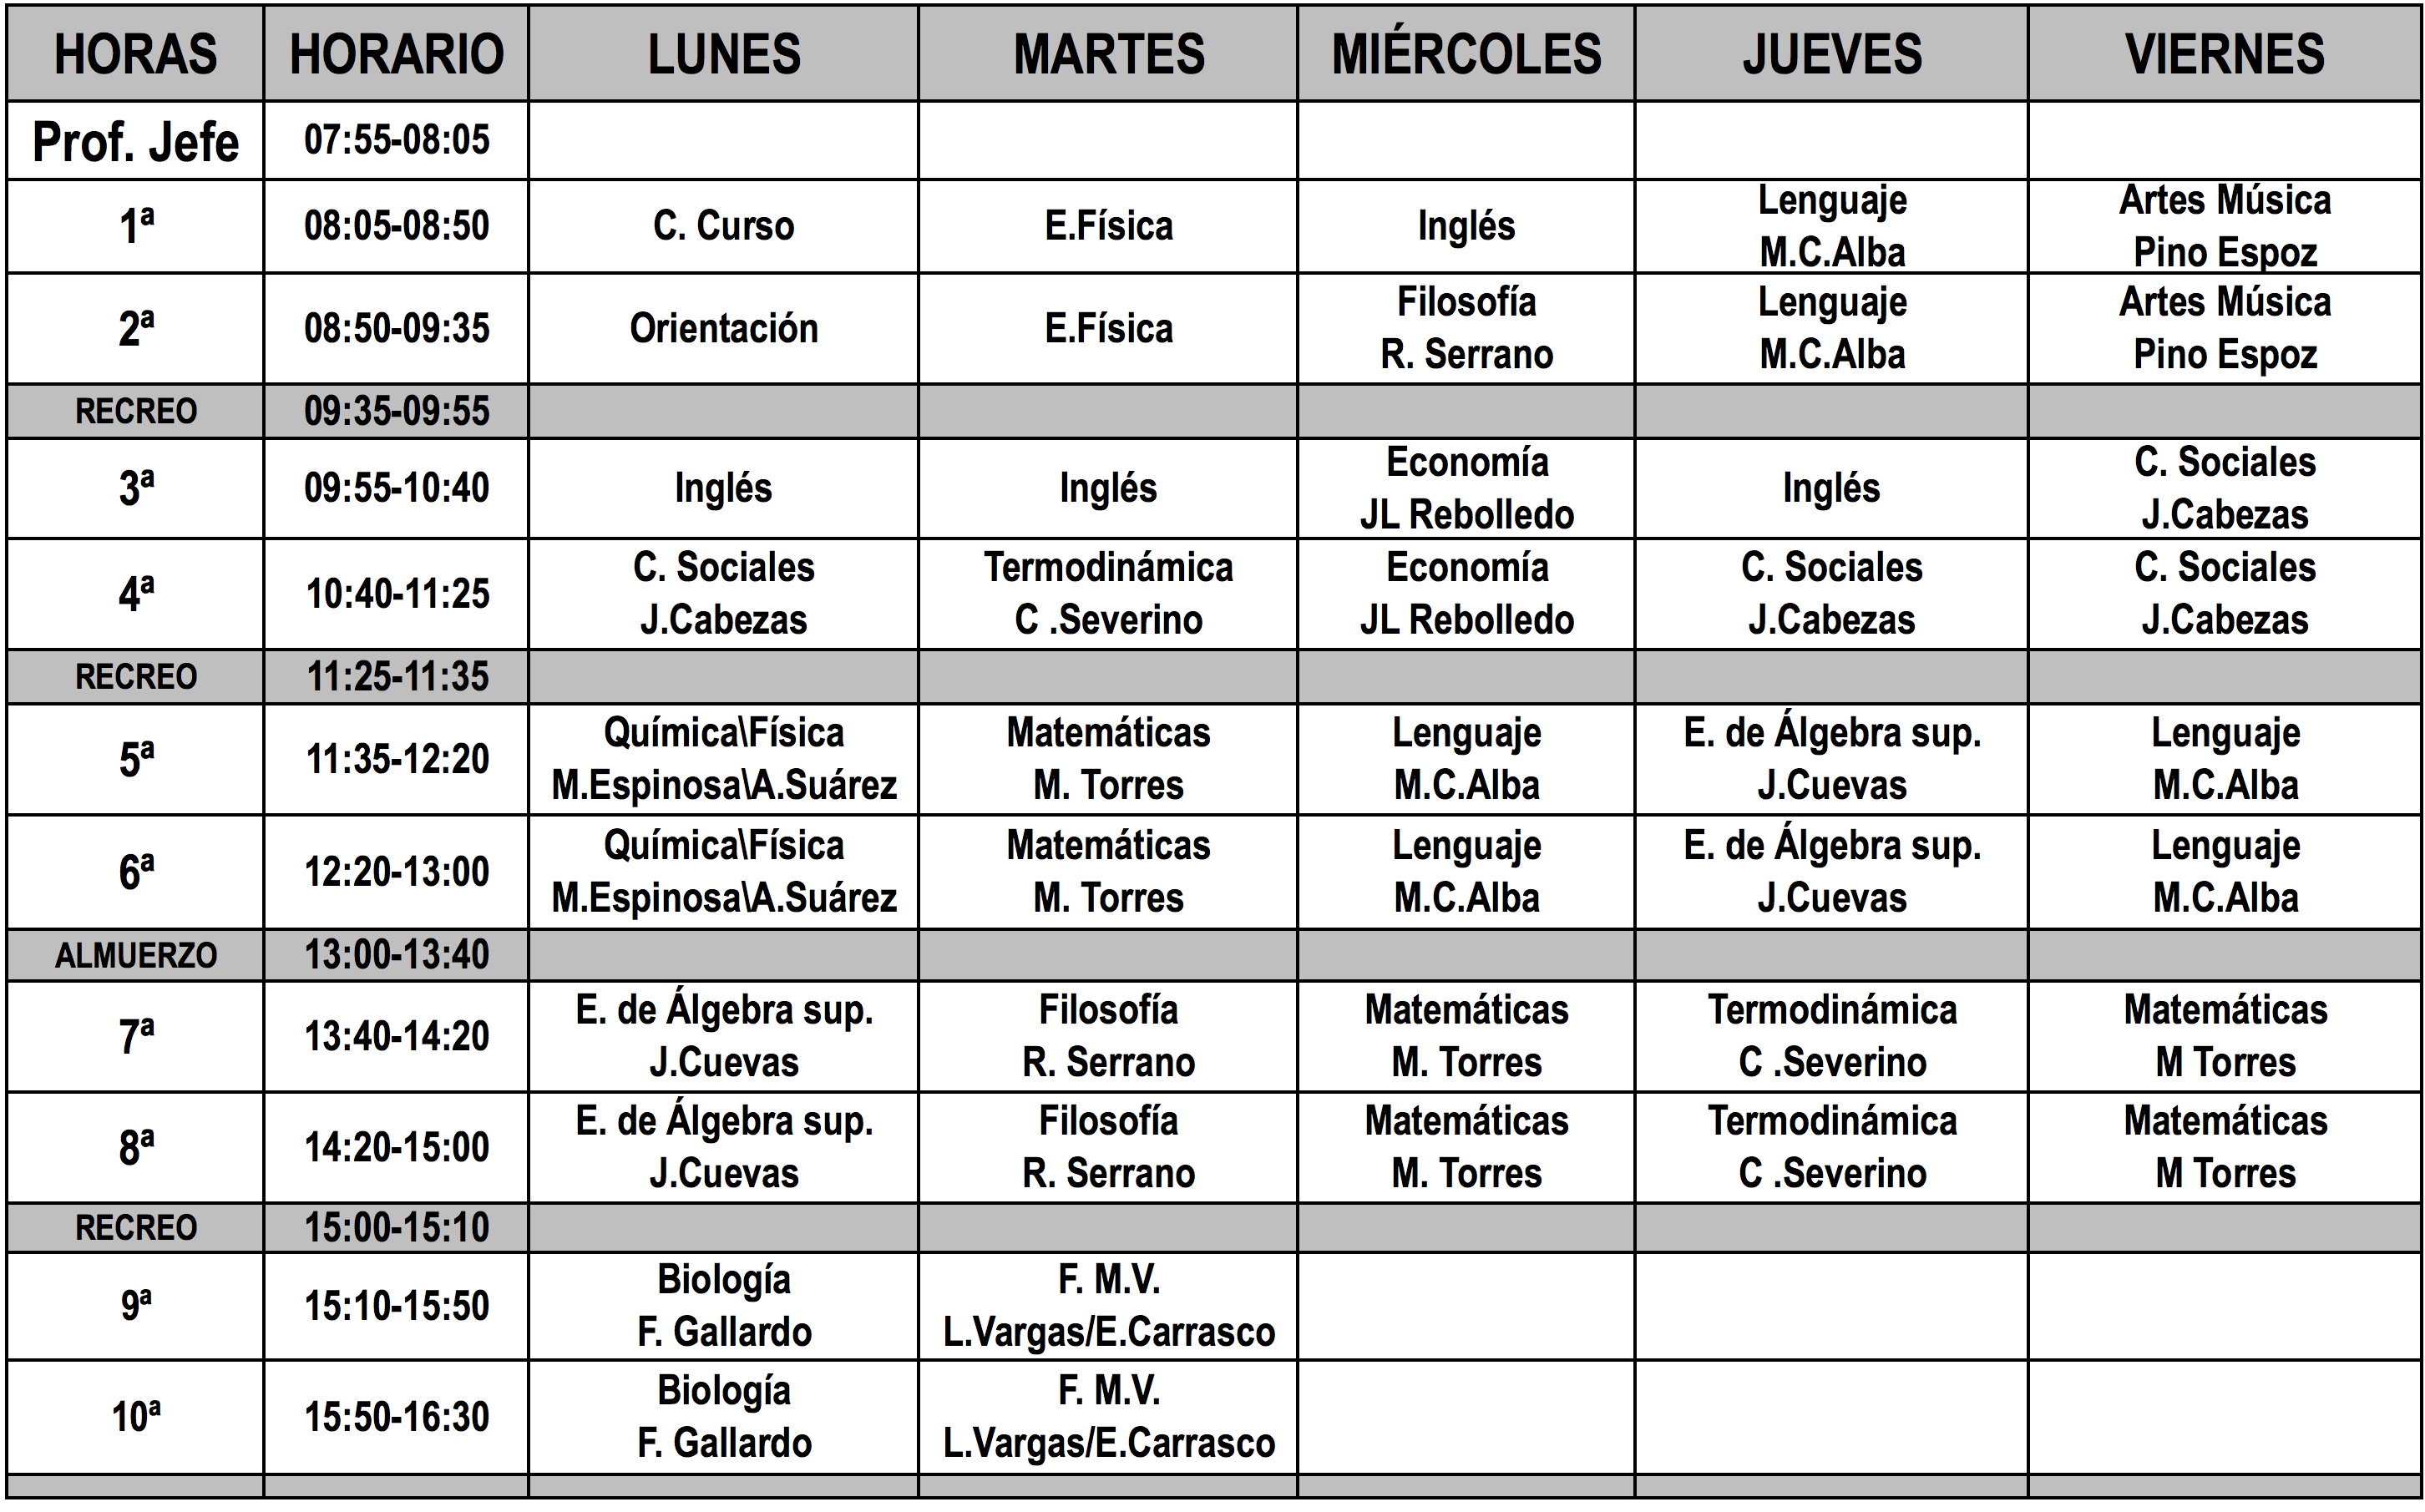 HORAS HORARIO LUNES MARTES MIÉRCOLES JUEVES VIERNES
Prof. Jefe 07:55-08:05
1ª 08:05-08:50 C. Curso E.Física Inglés Lenguaje M.C.Alba Artes Música Pino Espoz
2ª 08:50-09:35 Orientación E.Física Filosofía R. Serrano Lenguaje M.C.Alba Artes Música Pino Espoz
RECREO 09:35-09:55
3ª 09:55-10:40 Inglés Inglés Economía JL Rebolledo Inglés C. Sociales J.Cabezas
4ª 10:40-11:25 C. Sociales J.Cabezas Termodinámica C .Severino Economía JL Rebolledo C. Sociales J.Cabezas C. Sociales J.Cabezas
RECREO 11:25-11:35
5ª 11:35-12:20 Química\Física M.Espinosa\A.Suárez Matemáticas M. Torres Lenguaje M.C.Alba E. de Álgebra sup. J.Cuevas Lenguaje M.C.Alba
6ª 12:20-13:00 Química\Física M.Espinosa\A.Suárez Matemáticas M. Torres Lenguaje M.C.Alba E. de Álgebra sup. J.Cuevas Lenguaje M.C.Alba
ALMUERZO 13:00-13:40
7ª 13:40-14:20 E. de Álgebra sup. J.Cuevas Filosofía R. Serrano Matemáticas M. Torres Termodinámica C .Severino Matemáticas M Torres
8ª 14:20-15:00 E. de Álgebra sup. J.Cuevas Filosofía R. Serrano Matemáticas M. Torres Termodinámica C .Severino Matemáticas M Torres
RECREO 15:00-15:10
9ª 15:10-15:50 Biología F. Gallardo F. M.V. L.Vargas/E.Carrasco
10ª 15:50-16:30 Biología F. Gallardo F. M.V. L.Vargas/E.Carrasco